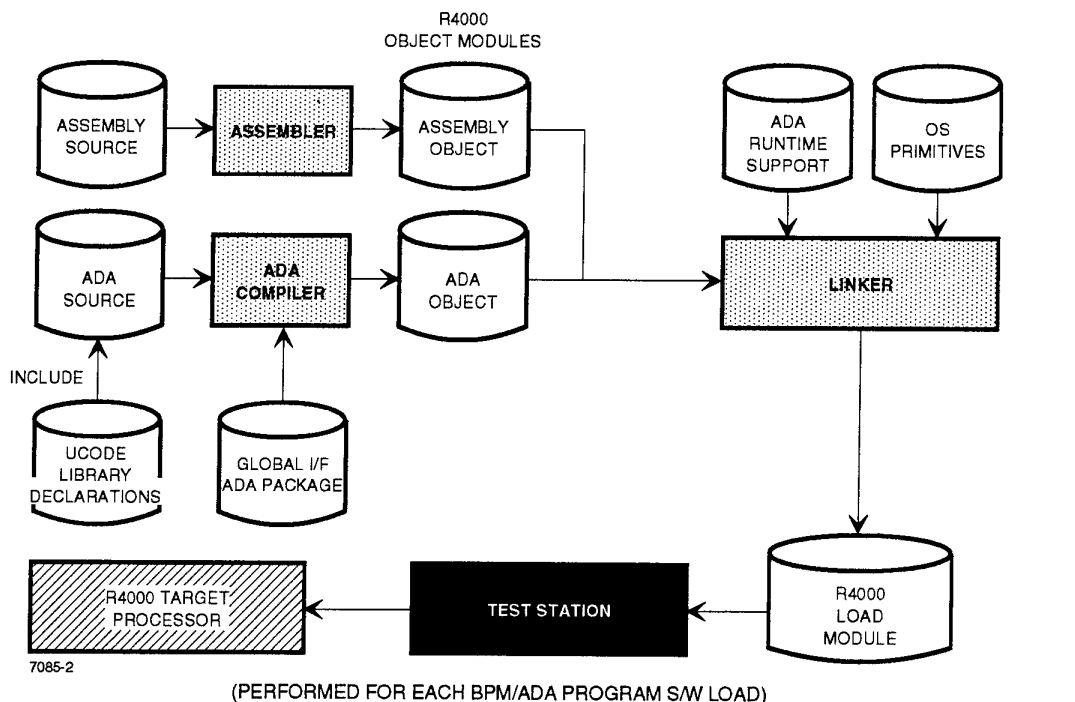 R4000
OBJECT MODULES
ASSEMBLY
SOURCE
ASSEMBLER
ASSEMBLY
OBJECT
ADA
RUNTIME
SUPPORT
OS
PRIMITIVES
ADA
SOURCE
ADA
COMPILER
ADA
OBJECT
LINKER
INCLUDE
UCODE
LIBRARY
DECLARATIONS
GLOBAL I/F
ADA PACKAGE
R4000 TARGET
PROCESSOR
TEST STATION
R4000
LOAD
MODULE
7085-2
(PERFORMED FOR EACH BPM/ADA PROGRAM S/W LOAD)